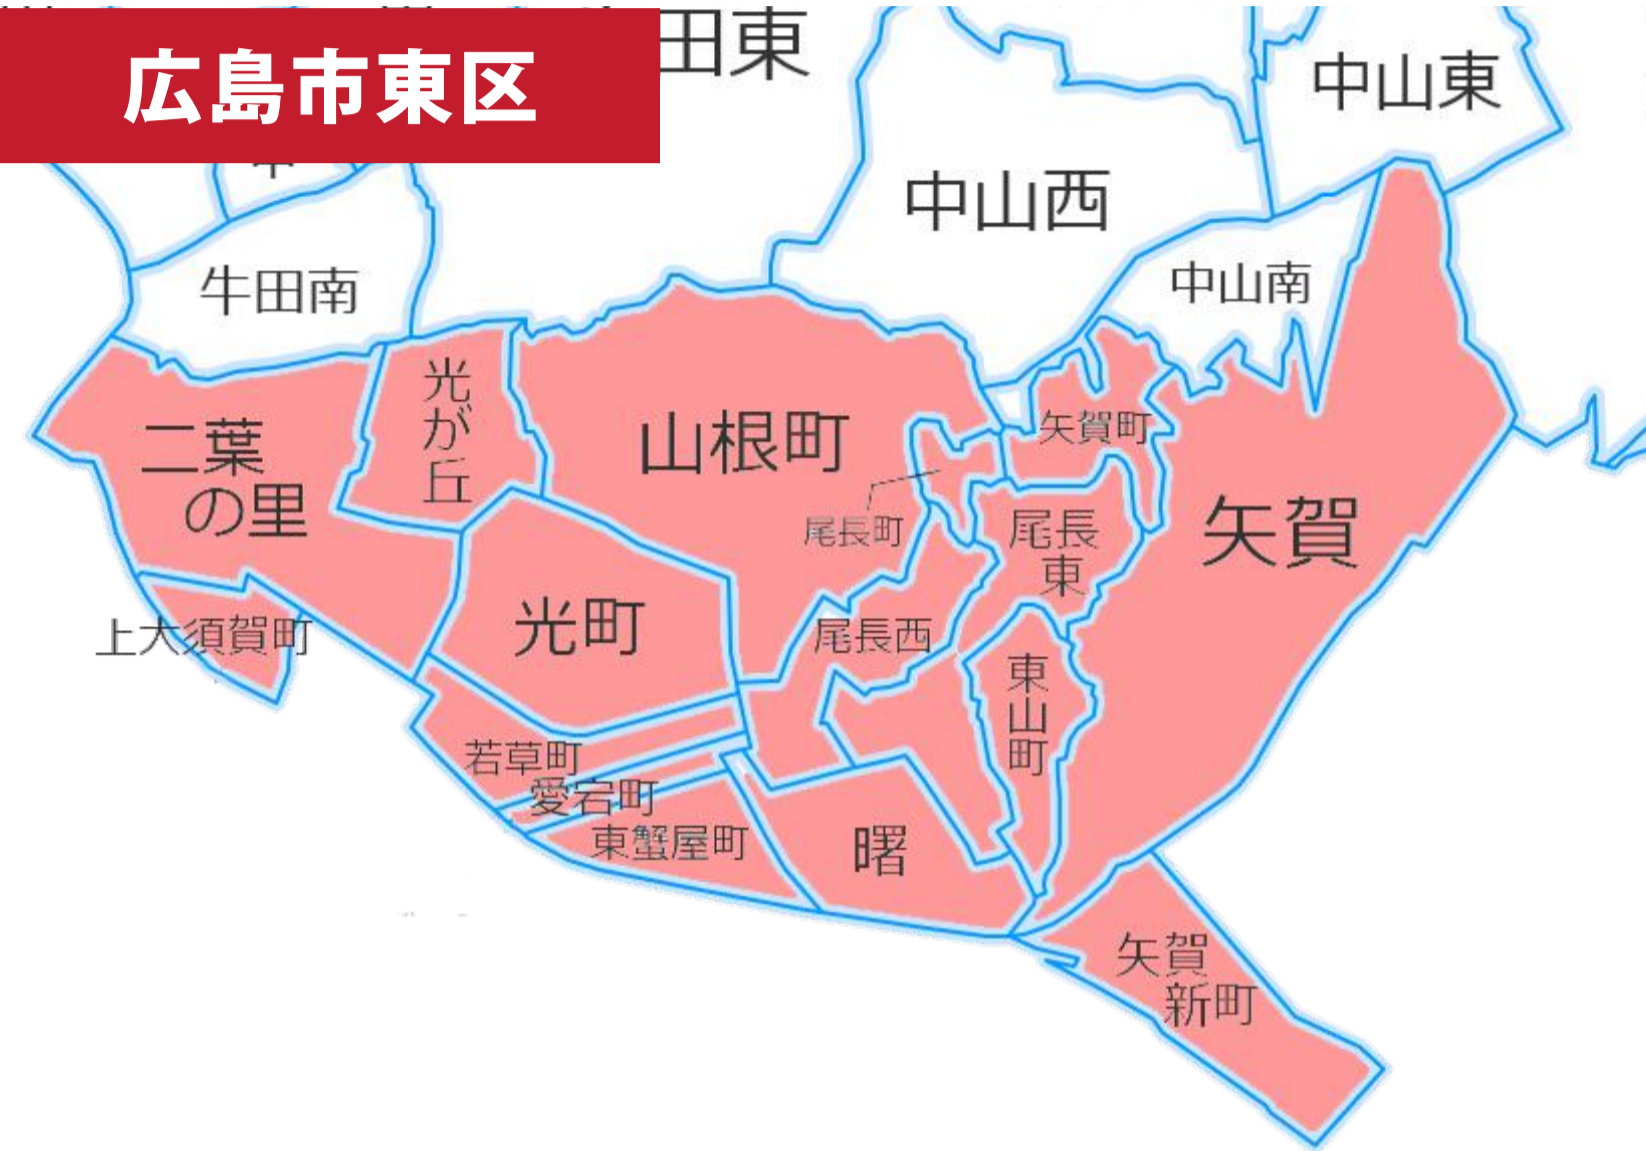 広島市東区
田東
中山東
中山西
中山南
牛田南
光が丘
二葉
の里
山根町
矢賀町
尾長町
尾長
東
矢賀
上大須賀町
光町
尾長西
東山町
若草町
愛宕町
東蟹屋町
曙
矢賀
新町